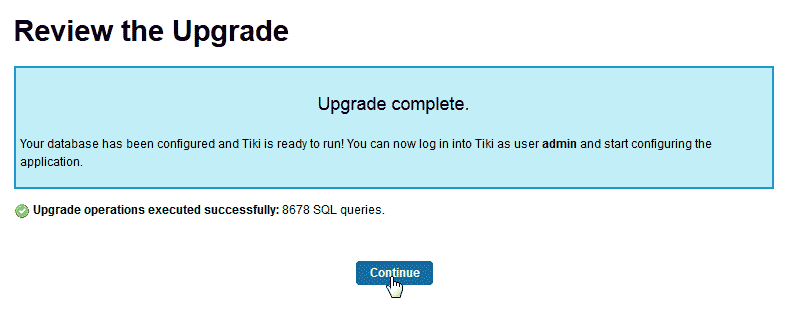 Review the Upgrade
Upgrade complete.
Your database has been configured and Tiki is ready to run! You can now log in into Tiki as user admin and start configuring the
application.
Upgrade operations executed successfully: 8678 SQL queries.
Continue